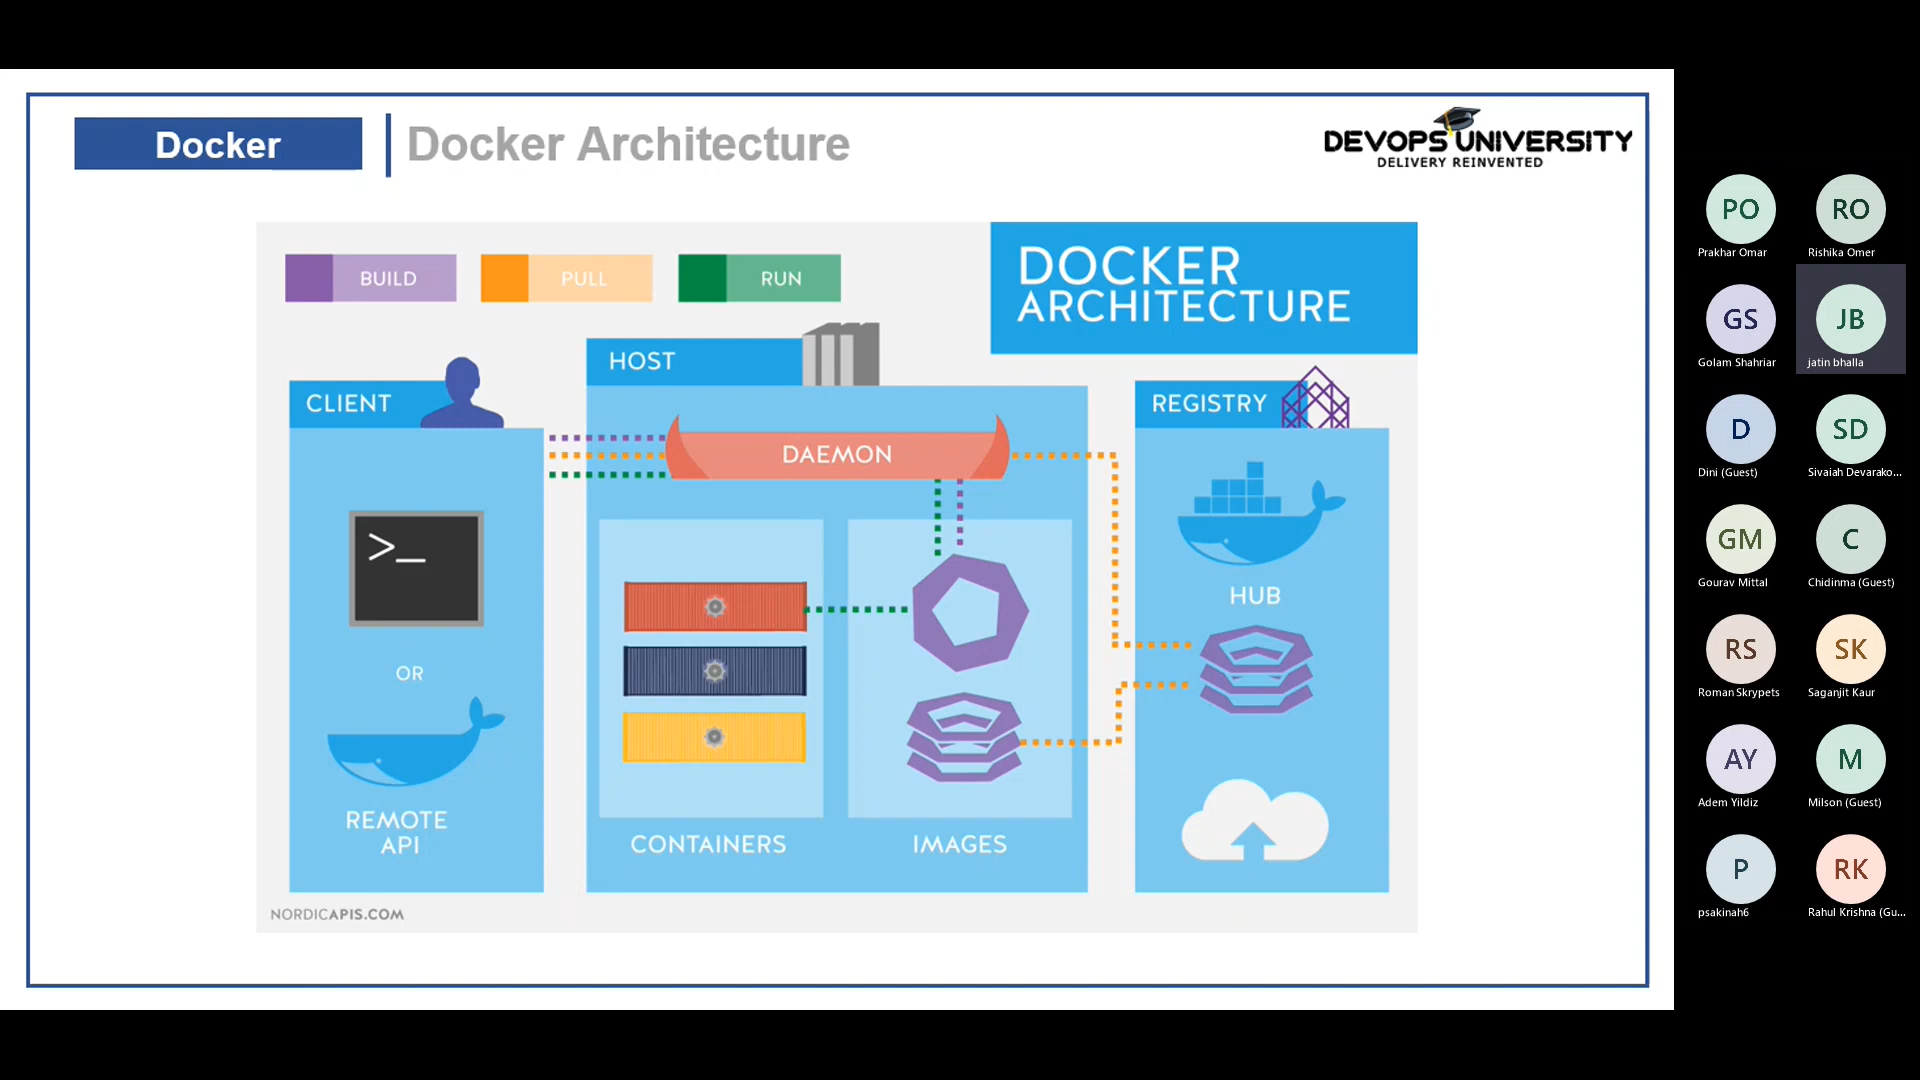 Docker
Docker Architecture
DEVOPS UNIVERSITY
DELIVERY REINVENTED
BUILD
PULL
RUN
DOCKER
ARCHITECTURE
CLIENT
HOST
REGISTRY
DAEMON
>_
OR
REMOTE
API
CONTAINERS
IMAGES
HUB
NORDICAPIS.COM
PO
Prakhar Omar
RO
Rishika Omer
GS
Golam Shahriar
JB
jatin bhalla
D
Dini (Guest)
SD
Sivaiah Devarako...
GM
Gourav Mittal
C
Chidinma (Guest)
RS
Roman Skrypets
SK
Saganjit Kaur
AY
Adem Yildiz
M
Milson (Guest)
P
psakinah6
RK
Rahul Krishna (Gu...